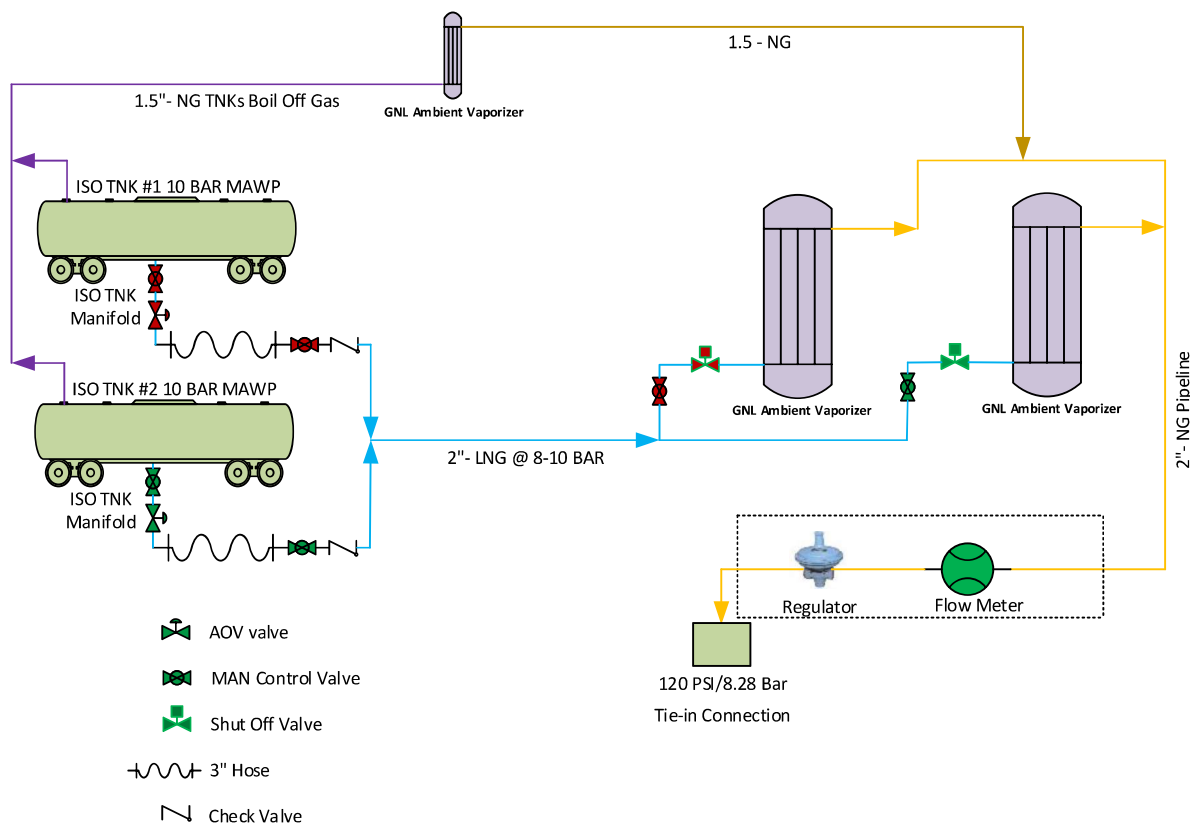 1.5 - NG
1.5"- NG TNKs Boil Off Gas
GNL Ambient Vaporizer
ISO TNK #1 10 BAR MAWP
ISO TNK
Manifold
ISO TNK #2 10 BAR MAWP
GNL Ambient Vaporizer
GNL Ambient Vaporizer
2"- LNG @ 8-10 BAR
2"- NG Pipeline
ISO TNK
Manifold
Regulator
Flow Meter
120 PSI/8.28 Bar
Tie-in Connection
AOV valve
MAN Control Valve
Shut Off Valve
3" Hose
Check Valve